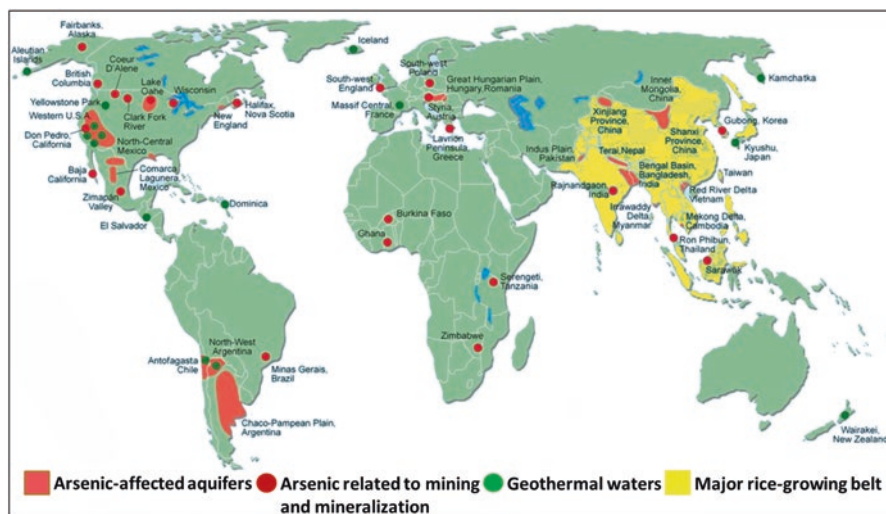 Fairbanks,
Alaska
Aleutian
Islands
Coeur
D'Alene
British
Columbia
Lake
Oahe
Wisconsin
Yellowstone Park
Western U.S.A.
Clark Fork
River
New
England
Halifax,
Nova Scotia
Don Pedro,
California
North-Central
Mexico
Baja
California
Comarca
Lagunera,
Mexico
Zimapán
Valley
El Salvador
Dominica
Antofagasta
Chile
North-West
Argentina
Minas Gerais,
Brazil
Chaco-Pampean Plain,
Argentina
Iceland
South-west
England
South-west
Poland
Great Hungarian Plain,
Hungary,Romania
Massif Central,
France
Styria,
Austria
Lavrion
Peninsula,
Greece
Burkina Faso
Ghana
Serengeti,
Tanzania
Zimbabwe
Inner
Mongolia,
China
Kamchatka
Xinjiang
Province,
China
Shanxi
Province,
China
Gubong, Korea
Kyushu,
Japan
Indus Plain,
Pakistan
Terai,Nepal
Bengal Basin,
Bangladesh,
India
Taiwan
Rajnandgaon,
India
Red River Delta
Vietnam
Irrawaddy
Delta,
Myanmar
Mekong Delta,
Cambodia
Ron Phibun,
Thailand
Sarawak
Wairakei,
New Zealand
Arsenic-affected aquifers
Arsenic related to mining
and mineralization
Geothermal waters
Major rice-growing belt